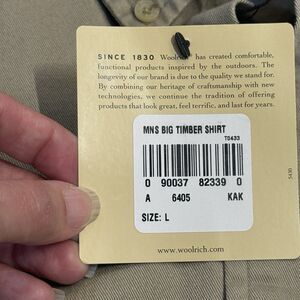 SINCE 1830 Woolrich has created comfortable,
functional products inspired by the outdoors. The
longevity of our brand is due to the quality we stand for.
By combining our heritage of craftsmanship with new
technologies, we continue the tradition of offering
products that look great, feel terrific, and last for years.
MNS BIG TIMBER SHIRT
T0433
0 90037 82339 0
A 6405 KAK
SIZE: L
www.woolrich.com
5430